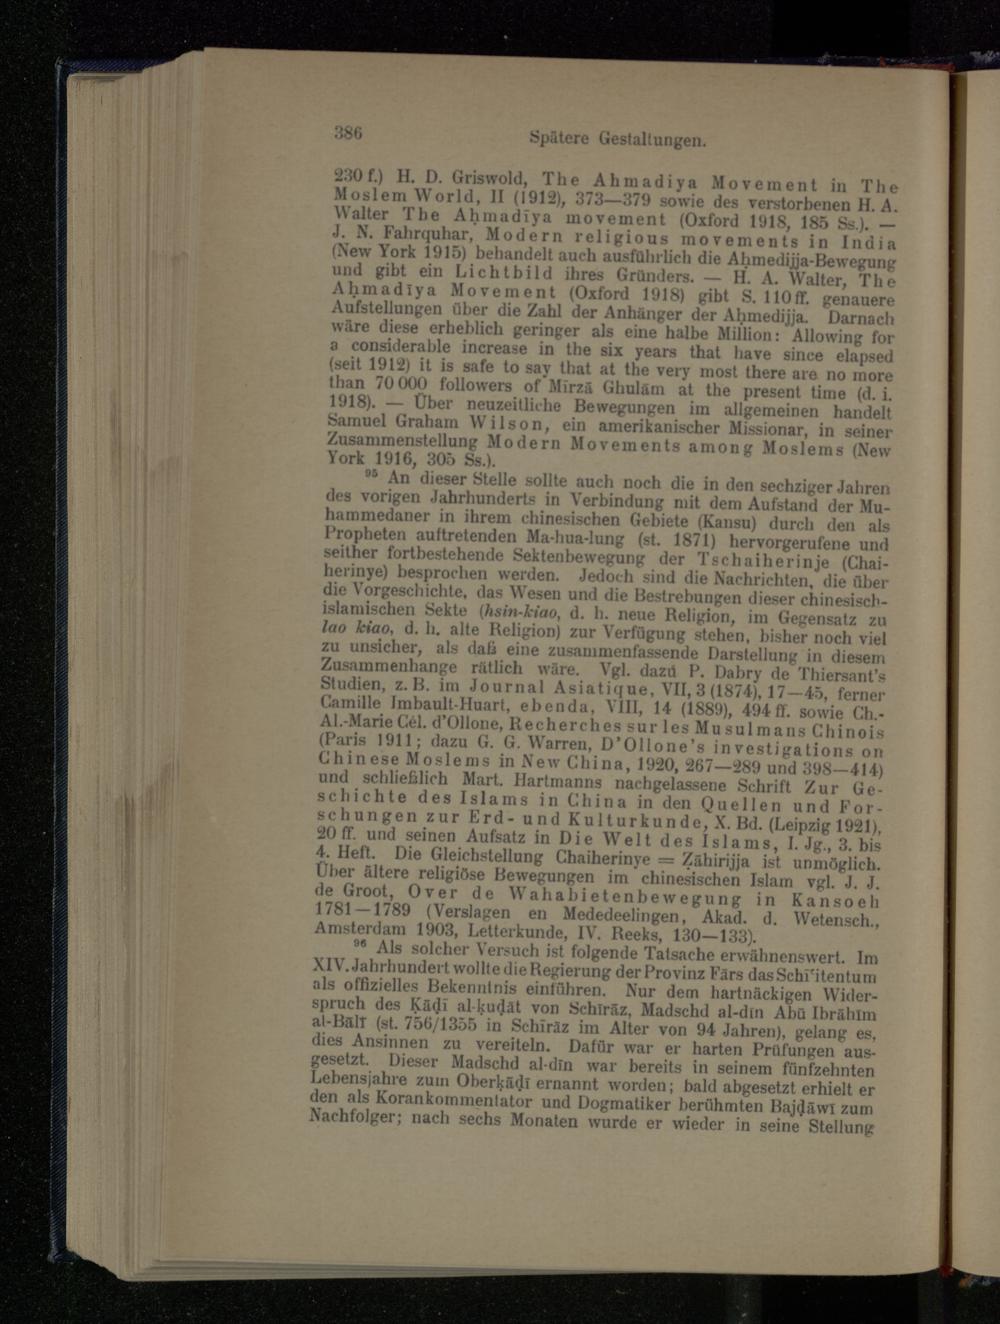 386
Spätere Gestaltungen.
230 f.) H. D. Griswold, The Ahmadiya Movement in The
Moslem World, II (1912), 373—379 sowie des verstorbenen H. A.
Walter The Aḥmadīya movement (Oxford 1918, 185 Ss.). —
J. N. Fahrquhar, Modern religious movements in India
(New York 1915) behandelt auch ausführlich die Aḥmedijja-Bewegung
und gibt ein Lichtbild ihres Gründers. — H. A. Walter, The
Aḥmadīya Movement (Oxford 1918) gibt S. 110 ff. genauere
Aufstellungen über die Zahl der Anhänger der Aḥmedijja. Darnach
wäre diese erheblich geringer als eine halbe Million: Allowing for
a considerable increase in the six years that have since elapsed
(seit 1912) it is safe to say that at the very most there are no more
than 70 000 followers of Mīrzā Ghulām at the present time (d. i.
1918). — Über neuzeitliche Bewegungen im allgemeinen handelt
Samuel Graham Wilson, ein amerikanischer Missionar, in seiner
Zusammenstellung Modern Movements among Moslems (New
York 1916, 305 Ss.).
95 An dieser Stelle sollte auch noch die in den sechziger Jahren
des vorigen Jahrhunderts in Verbindung mit dem Aufstand der Mu-
hammedaner in ihrem chinesischen Gebiete (Kansu) durch den als
Propheten auftretenden Ma-hua-lung (st. 1871) hervorgerufene und
seither fortbestehende Sektenbewegung der Tschaiherinje (Chai-
herinye) besprochen werden. Jedoch sind die Nachrichten, die über
die Vorgeschichte, das Wesen und die Bestrebungen dieser chinesisch-
islamischen Sekte (hsin-kiao, d. h. neue Religion, im Gegensatz zu
lao kiao, d. h. alte Religion) zur Verfügung stehen, bisher noch viel
zu unsicher, als daß eine zusammenfassende Darstellung in diesem
Zusammenhange rätlich wäre. Vgl. dazu P. Dabry de Thiersant's
Studien, z. B. im Journal Asiatique, VII, 3 (1874), 17—45, ferner
Camille Jmbault-Huart, ebenda, VIII, 14 (1889), 494 ff. sowie Ch.-
Al.-Marie Cél. d'Ollone, Recherches sur les Musulmans Chinois
(Paris 1911; dazu G. G. Warren, D'Ollone's investigations on
Chinese Moslems in New China, 1920, 267—289 und 398—414)
und schließlich Mart. Hartmanns nachgelassene Schrift Zur Ge-
schichte des Islams in China in den Quellen und For-
schungen zur Erd- und Kulturkunde, X. Bd. (Leipzig 1921),
20 ff. und seinen Aufsatz in Die Welt des Islams, I. Jg., 3. bis
4. Heft. Die Gleichstellung Chaiherinye = Ẓāhirijja ist unmöglich.
Über ältere religiöse Bewegungen im chinesischen Islam vgl. J. J.
de Groot, Over de Wahabietenbewegung in Kansoeh
1781—1789 (Verslagen en Mededeelingen, Akad. d. Wetensch.,
Amsterdam 1903, Letterkunde, IV. Reeks, 130—133).
96 Als solcher Versuch ist folgende Tatsache erwähnenswert. Im
XIV. Jahrhundert wollte die Regierung der Provinz Fārs das Schī'itentum
als offizielles Bekenntnis einführen. Nur dem hartnäckigen Wider-
spruch des Ḳāḍī al-ḳuḍāt von Schīrāz, Madschd al-dīn Abū Ibrāhīm
al-Bālī (st. 756/1355 in Schīrāz im Alter von 94 Jahren), gelang es,
dies Ansinnen zu vereiteln. Dafür war er harten Prüfungen aus-
gesetzt. Dieser Madschd al-dīn war bereits in seinem fünfzehnten
Lebensjahre zum Oberḳāḍī ernannt worden; bald abgesetzt erhielt er
den als Korankommentator und Dogmatiker berühmten Bajḍāwī zum
Nachfolger; nach sechs Monaten wurde er wieder in seine Stellung